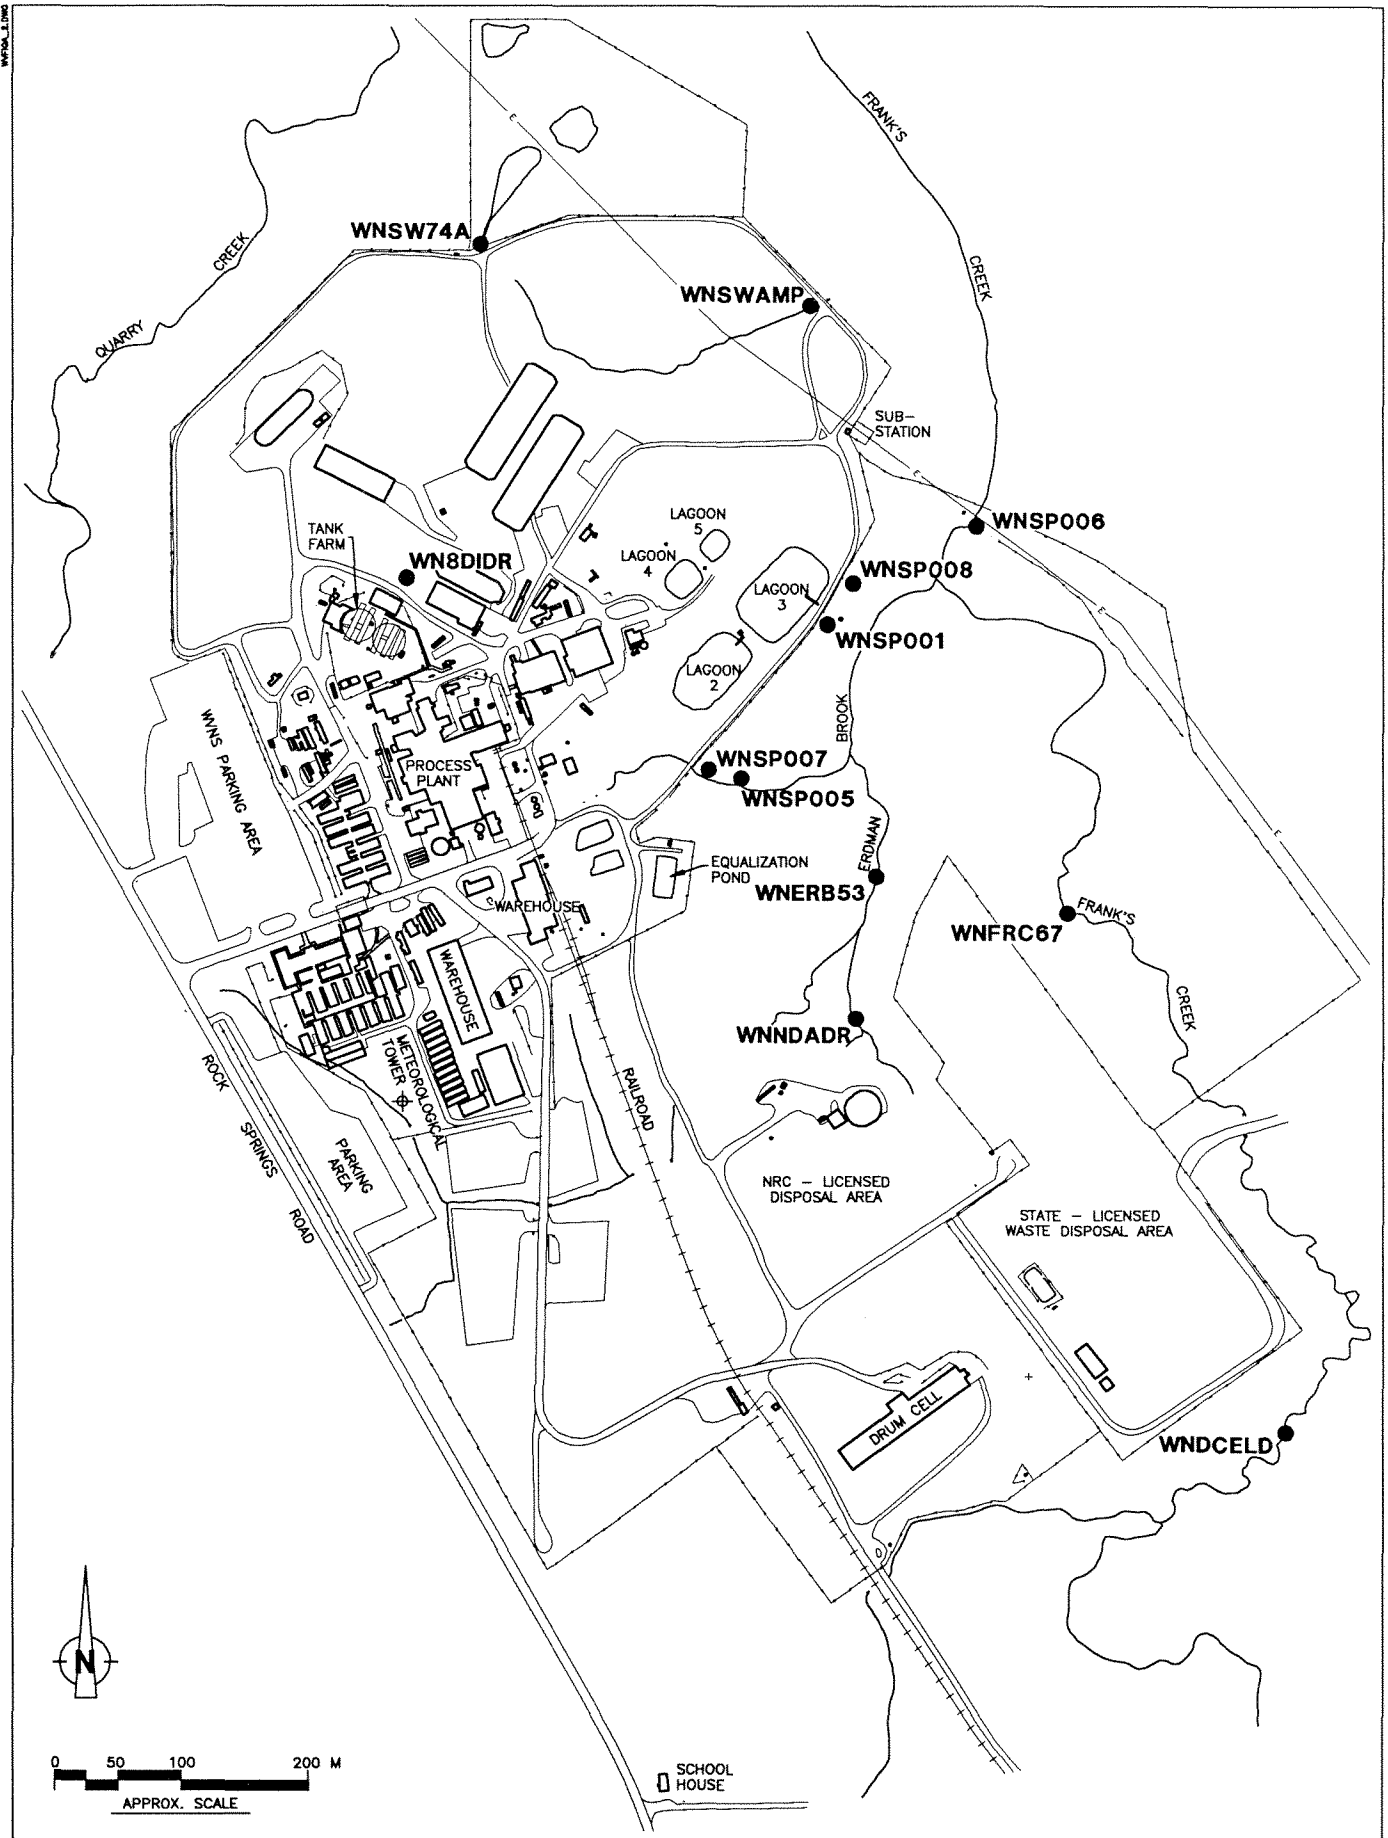 WVFIGA_2.DWG
FRANK'S
CREEK
WNSW74A
CREEK
QUARRY
WNSWAMP
SUB-
STATION
WNSP006
LAGOON
5
TANK
FARM
LAGOON
4
WN8DIDR
WNSP008
LAGOON
3
WNSP001
LAGOON
2
BROOK
WVNS PARKING AREA
PROCESS
PLANT
WNSP007
WNSP005
ERDMAN
EQUALIZATION
POND
WNERB53
WAREHOUSE
FRANK'S
WNFRC67
CREEK
WAREHOUSE
WNNDADR
METEOROLOGICAL
TOWER
RAILROAD
ROCK
SPRINGS
ROAD
PARKING
AREA
NRC – LICENSED
DISPOSAL AREA
STATE – LICENSED
WASTE DISPOSAL AREA
DRUM CELL
WNDCELD
N
0 50 100 200 M
APPROX. SCALE
SCHOOL
HOUSE
E
E
E
E